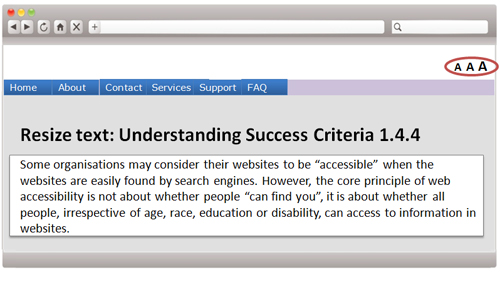 A A A
Home About Contact Services Support FAQ
Resize text: Understanding Success Criteria 1.4.4
Some organisations may consider their websites to be “accessible” when the
websites are easily found by search engines. However, the core principle of web
accessibility is not about whether people “can find you”, it is about whether all
people, irrespective of age, race, education or disability, can access to information in
websites.